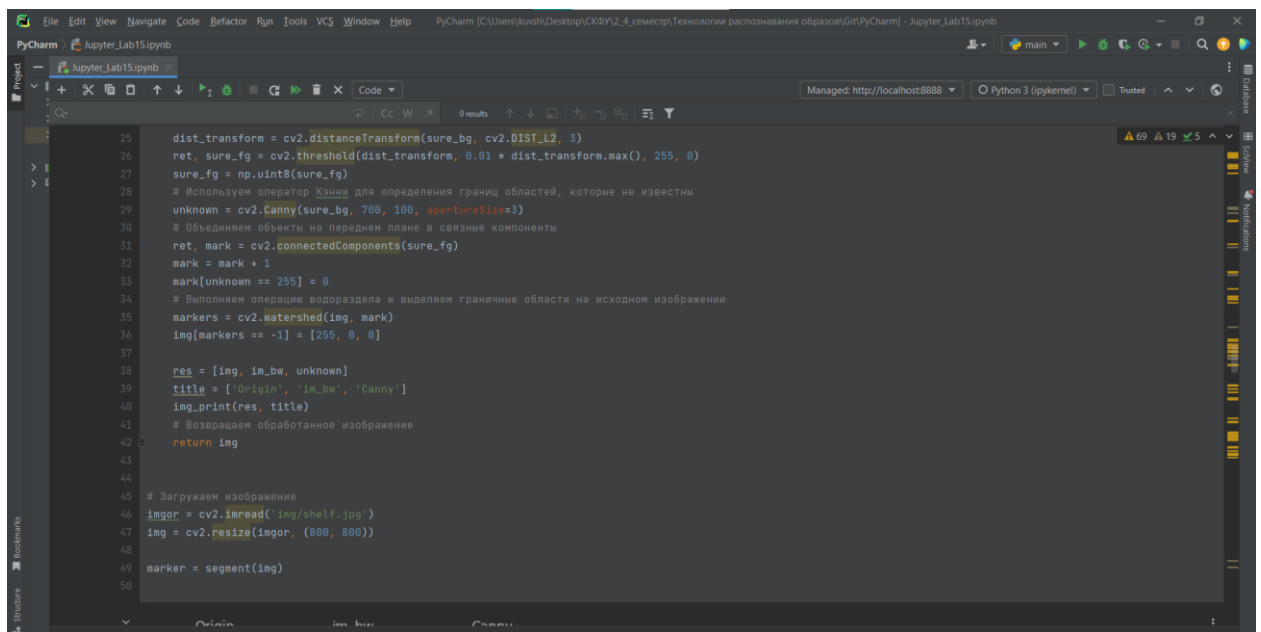 File Edit View Navigate Code Refactor Run Tools VCS Window Help PyCharm [C:\Users\kuvsh\Desktop\СКФУ\2_4_семестр\Технологии распознавания образов\Git\PyCharm] - Jupyter_Lab15.ipynb
PyCharm Jupyter_Lab15.ipynb main
Project Jupyter_Lab15.ipynb
Code Managed: http://localhost:8888 Python 3 (ipykernel) Trusted
Cc W .* 0 results
69 19 5
25 dist_transform = cv2.distanceTransform(sure_bg, cv2.DIST_L2, 3)
26 ret, sure_fg = cv2.threshold(dist_transform, 0.01 * dist_transform.max(), 255, 0)
27 sure_fg = np.uint8(sure_fg)
28 # Используем оператор Кэнни для определения границ областей, которые не известны
29 unknown = cv2.Canny(sure_bg, 700, 100, apertureSize=3)
30 # Объединяем объекты на переднем плане в связные компоненты
31 ret, mark = cv2.connectedComponents(sure_fg)
32 mark = mark + 1
33 mark[unknown == 255] = 0
34 # Выполняем операцию водораздела и выделяем граничные области на исходном изображении
35 markers = cv2.watershed(img, mark)
36 img[markers == -1] = [255, 0, 0]
37
38 res = [img, im_bw, unknown]
39 title = ['Origin', 'im_bw', 'Canny']
40 img_print(res, title)
41 # Возвращаем обработанное изображение
42 return img
43
44
45 # Загружаем изображение
46 imgor = cv2.imread('img/shelf.jpg')
47 img = cv2.resize(imgor, (800, 800))
48
49 marker = segment(img)
50
Origin im_bw Canny
Database
SciView
Notifications
Bookmarks
Structure